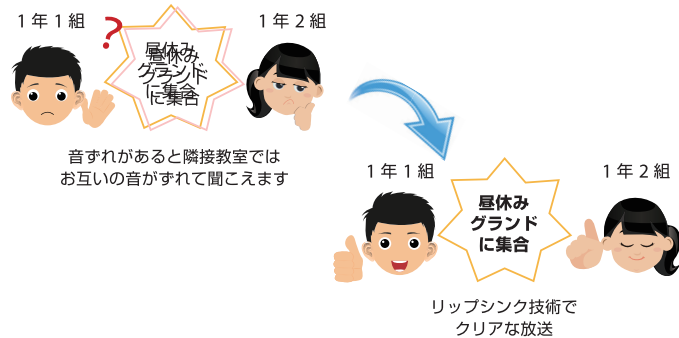 1年1組
?
1年2組
昼休み
グランド
に集合
音ずれがあると隣接教室では
お互いの音がずれて聞こえます
1年1組
1年2組
昼休み
グランド
に集合
リップシンク技術で
クリアな放送